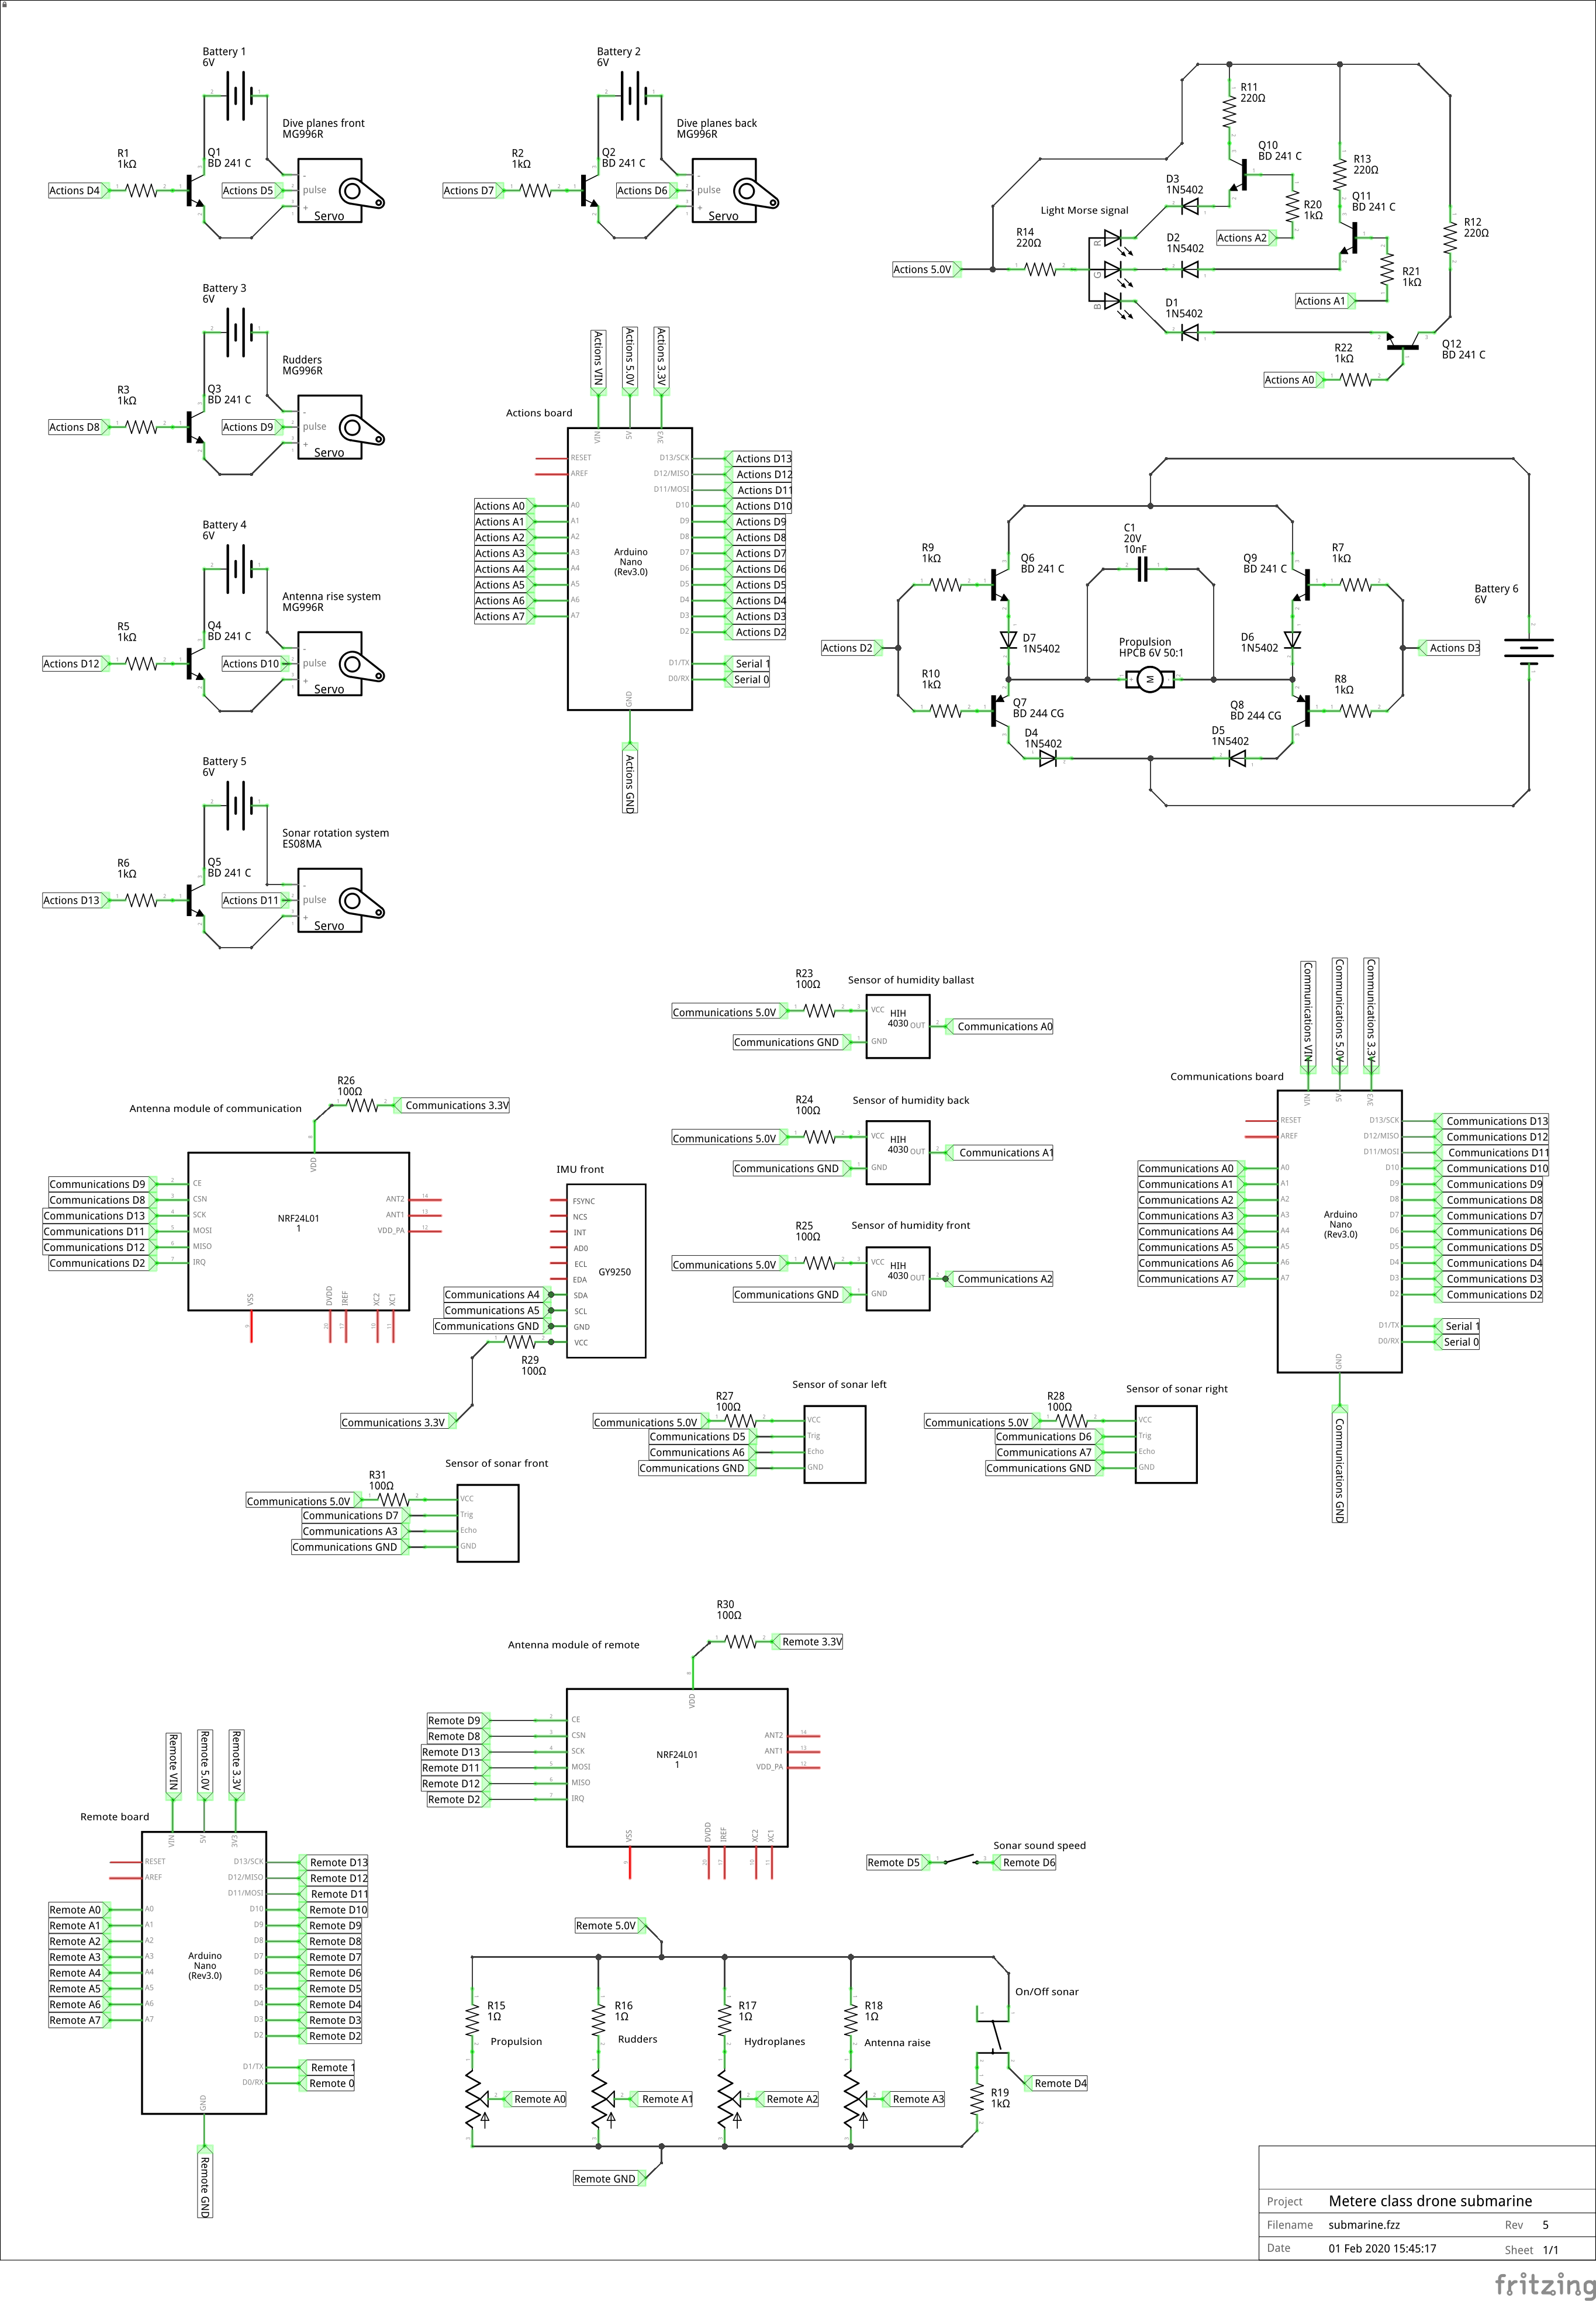 Battery 1
6V
Dive planes front
MG996R
R1
1kΩ
Q1
BD 241 C
Actions D4
Actions D5
-
pulse
+
Servo
Battery 2
6V
Dive planes back
MG996R
R2
1kΩ
Q2
BD 241 C
Actions D7
Actions D6
-
pulse
+
Servo
R11
220Ω
Q10
BD 241 C
R13
220Ω
D3
1N5402
Q11
BD 241 C
R20
1kΩ
Light Morse signal
R12
220Ω
R14
220Ω
D2
1N5402
Actions A2
Actions 5.0V
R
G
B
R21
1kΩ
Actions A1
D1
1N5402
Q12
BD 241 C
R22
1kΩ
Actions A0
Battery 3
6V
Rudders
MG996R
R3
1kΩ
Q3
BD 241 C
Actions D8
Actions D9
-
pulse
+
Servo
Actions VIN
Actions 5.0V
Actions 3.3V
Actions board
VIN
5V
3V3
RESET
AREF
D13/SCK
D12/MISO
D11/MOSI
D10
D9
D8
D7
D6
D5
D4
D3
D2
D1/TX
D0/RX
A0
A1
A2
A3
A4
A5
A6
A7
Arduino
Nano
(Rev3.0)
GND
Actions A0
Actions A1
Actions A2
Actions A3
Actions A4
Actions A5
Actions A6
Actions A7
Actions D13
Actions D12
Actions D11
Actions D10
Actions D9
Actions D8
Actions D7
Actions D6
Actions D5
Actions D4
Actions D3
Actions D2
Serial 1
Serial 0
Actions GND
C1
20V
10nF
R9
1kΩ
Q6
BD 241 C
Q9
BD 241 C
R7
1kΩ
Battery 6
6V
D7
1N5402
Propulsion
HPCB 6V 50:1
M
D6
1N5402
Actions D2
Actions D3
R10
1kΩ
Q7
BD 244 CG
Q8
BD 244 CG
R8
1kΩ
D4
1N5402
D5
1N5402
Battery 4
6V
Antenna rise system
MG996R
R5
1kΩ
Q4
BD 241 C
Actions D12
Actions D10
-
pulse
+
Servo
Battery 5
6V
Sonar rotation system
ES08MA
R6
1kΩ
Q5
BD 241 C
Actions D13
Actions D11
-
pulse
+
Servo
R23
100Ω
Sensor of humidity ballast
Communications 5.0V
Communications GND
VCC
GND
HIH
4030
OUT
Communications A0
R24
100Ω
Sensor of humidity back
Communications 5.0V
Communications GND
VCC
GND
HIH
4030
OUT
Communications A1
R25
100Ω
Sensor of humidity front
Communications 5.0V
Communications GND
VCC
GND
HIH
4030
OUT
Communications A2
R26
100Ω
Antenna module of communication
Communications 3.3V
VDD
Communications D9
Communications D8
Communications D13
Communications D11
Communications D12
Communications D2
CE
CSN
SCK
MOSI
MISO
IRQ
NRF24L01
1
ANT2
ANT1
VDD_PA
VSS
DVDD
IREF
XC2
XC1
IMU front
FSYNC
NCS
INT
AD0
ECL
EDA
SDA
SCL
GND
VCC
GY9250
Communications A4
Communications A5
Communications GND
R29
100Ω
Communications 3.3V
Communications VIN
Communications 5.0V
Communications 3.3V
Communications board
VIN
5V
3V3
RESET
AREF
D13/SCK
D12/MISO
D11/MOSI
D10
D9
D8
D7
D6
D5
D4
D3
D2
D1/TX
D0/RX
A0
A1
A2
A3
A4
A5
A6
A7
Arduino
Nano
(Rev3.0)
GND
Communications A0
Communications A1
Communications A2
Communications A3
Communications A4
Communications A5
Communications A6
Communications A7
Communications D13
Communications D12
Communications D11
Communications D10
Communications D9
Communications D8
Communications D7
Communications D6
Communications D5
Communications D4
Communications D3
Communications D2
Serial 1
Serial 0
Communications GND
Sensor of sonar left
R27
100Ω
Communications 5.0V
Communications D5
Communications A6
Communications GND
VCC
Trig
Echo
GND
Sensor of sonar right
R28
100Ω
Communications 5.0V
Communications D6
Communications A7
Communications GND
VCC
Trig
Echo
GND
Sensor of sonar front
R31
100Ω
Communications 5.0V
Communications D7
Communications A3
Communications GND
VCC
Trig
Echo
GND
R30
100Ω
Antenna module of remote
Remote 3.3V
VDD
Remote D9
Remote D8
Remote D13
Remote D11
Remote D12
Remote D2
CE
CSN
SCK
MOSI
MISO
IRQ
NRF24L01
1
ANT2
ANT1
VDD_PA
VSS
DVDD
IREF
XC2
XC1
Remote VIN
Remote 5.0V
Remote 3.3V
Remote board
VIN
5V
3V3
RESET
AREF
D13/SCK
D12/MISO
D11/MOSI
D10
D9
D8
D7
D6
D5
D4
D3
D2
D1/TX
D0/RX
A0
A1
A2
A3
A4
A5
A6
A7
Arduino
Nano
(Rev3.0)
GND
Remote A0
Remote A1
Remote A2
Remote A3
Remote A4
Remote A5
Remote A6
Remote A7
Remote D13
Remote D12
Remote D11
Remote D10
Remote D9
Remote D8
Remote D7
Remote D6
Remote D5
Remote D4
Remote D3
Remote D2
Remote 1
Remote 0
Remote GND
Sonar sound speed
Remote D5
Remote D6
Remote 5.0V
R15
1Ω
Propulsion
R16
1Ω
Rudders
R17
1Ω
Hydroplanes
R18
1Ω
Antenna raise
On/Off sonar
Remote A0
Remote A1
Remote A2
Remote A3
R19
1kΩ
Remote D4
Remote GND
Project Metere class drone submarine
Filename submarine.fzz Rev 5
Date 01 Feb 2020 15:45:17 Sheet 1/1
fritzing